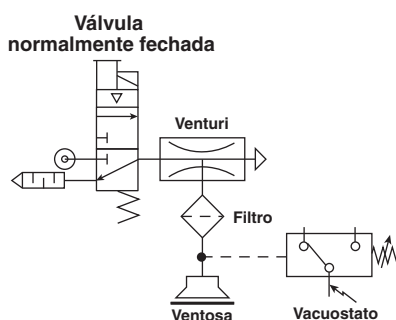 Válvula
normalmente fechada
Venturi
Filtro
Ventosa
Vacuostato